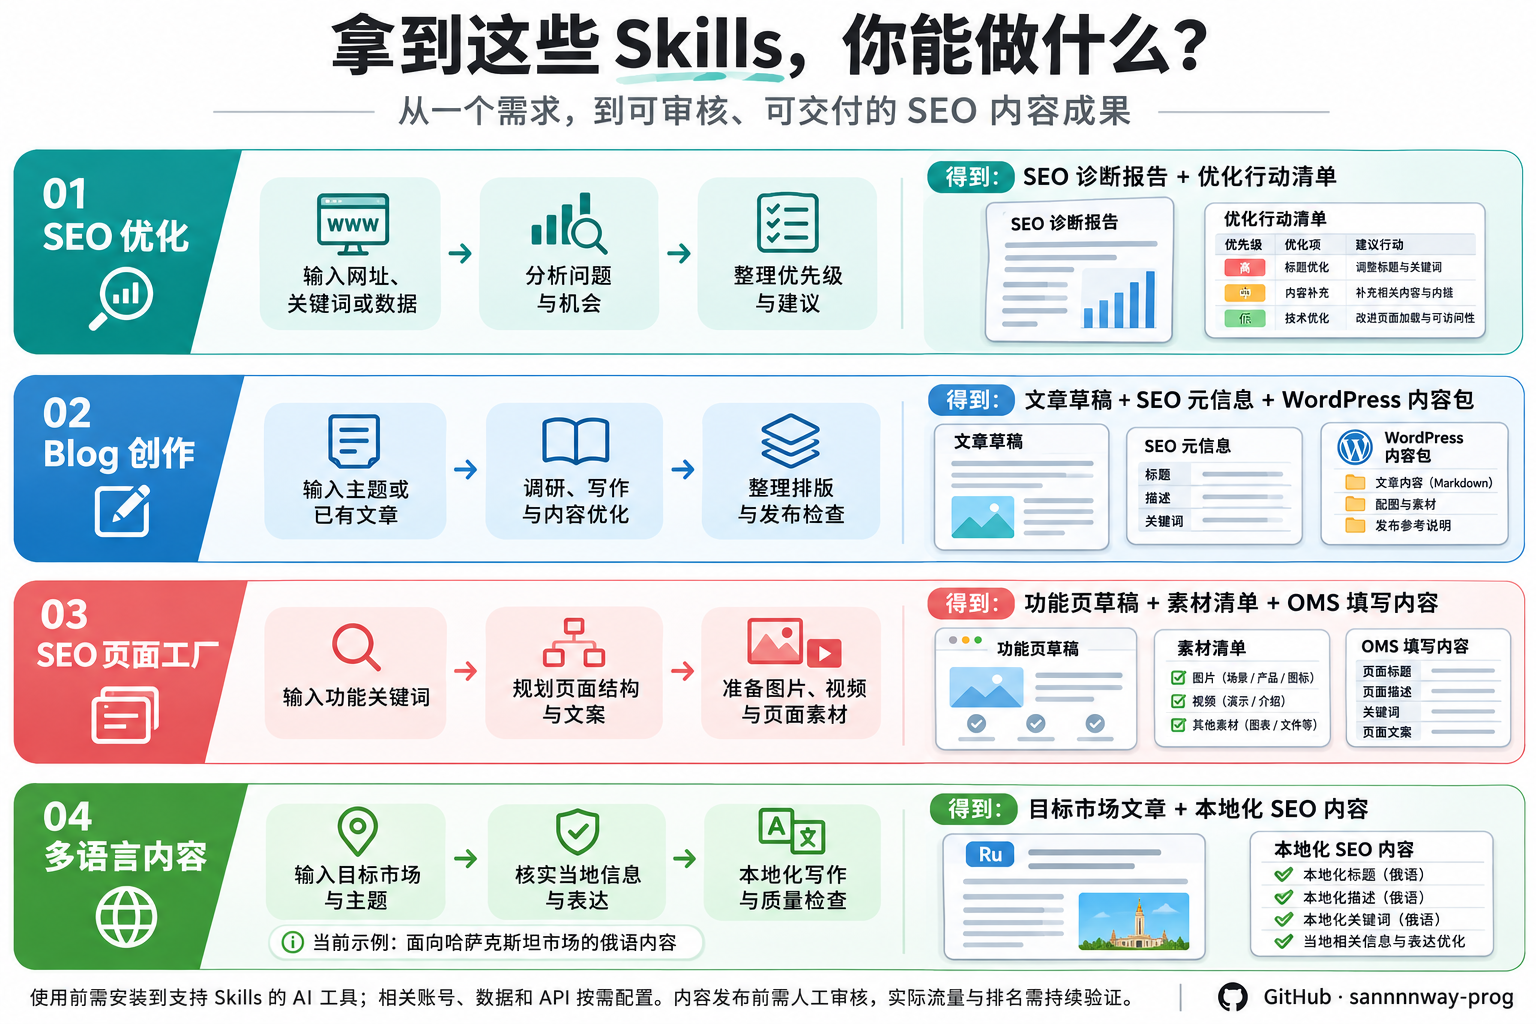 拿到这些 Skills，你能做什么？
从一个需求，到可审核、可交付的 SEO 内容成果
01
SEO 优化
WWW
输入网址、
关键词或数据
分析问题
与机会
整理优先级
与建议
得到： SEO 诊断报告 + 优化行动清单
SEO 诊断报告
优化行动清单
优先级 优化项 建议行动
高 标题优化 调整标题与关键词
中 内容补充 补充相关内容与内链
低 技术优化 改进页面加载与可访问性
02
Blog 创作
输入主题或
已有文章
调研、写作
与内容优化
整理排版
与发布检查
得到： 文章草稿 + SEO 元信息 + WordPress 内容包
文章草稿
SEO 元信息
标题
描述
关键词
WordPress
内容包
文章内容（Markdown）
配图与素材
发布参考说明
03
SEO 页面工厂
输入功能关键词
规划页面结构
与文案
准备图片、视频
与页面素材
得到： 功能页草稿 + 素材清单 + OMS 填写内容
功能页草稿
素材清单
图片（场景 / 产品 / 图标）
视频（演示 / 介绍）
其他素材（图表 / 文件等）
OMS 填写内容
页面标题
页面描述
关键词
页面文案
04
多语言内容
输入目标市场
与主题
核实当地信息
与表达
A 文
本地化写作
与质量检查
当前示例：面向哈萨克斯坦市场的俄语内容
得到： 目标市场文章 + 本地化 SEO 内容
Ru
本地化 SEO 内容
本地化标题（俄语）
本地化描述（俄语）
本地化关键词（俄语）
当地相关信息与表达优化
使用前需安装到支持 Skills 的 AI 工具；相关账号、数据和 API 按需配置。内容发布前需人工审核，实际流量与排名需持续验证。
GitHub · sannnnway-prog